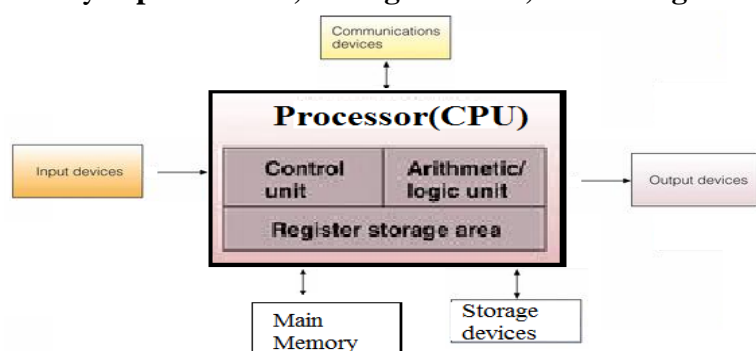 Communications
devices
Processor(CPU)
Input devices
Control
unit
Arithmetic/
logic unit
Output devices
Register storage area
Main
Memory
Storage
devices